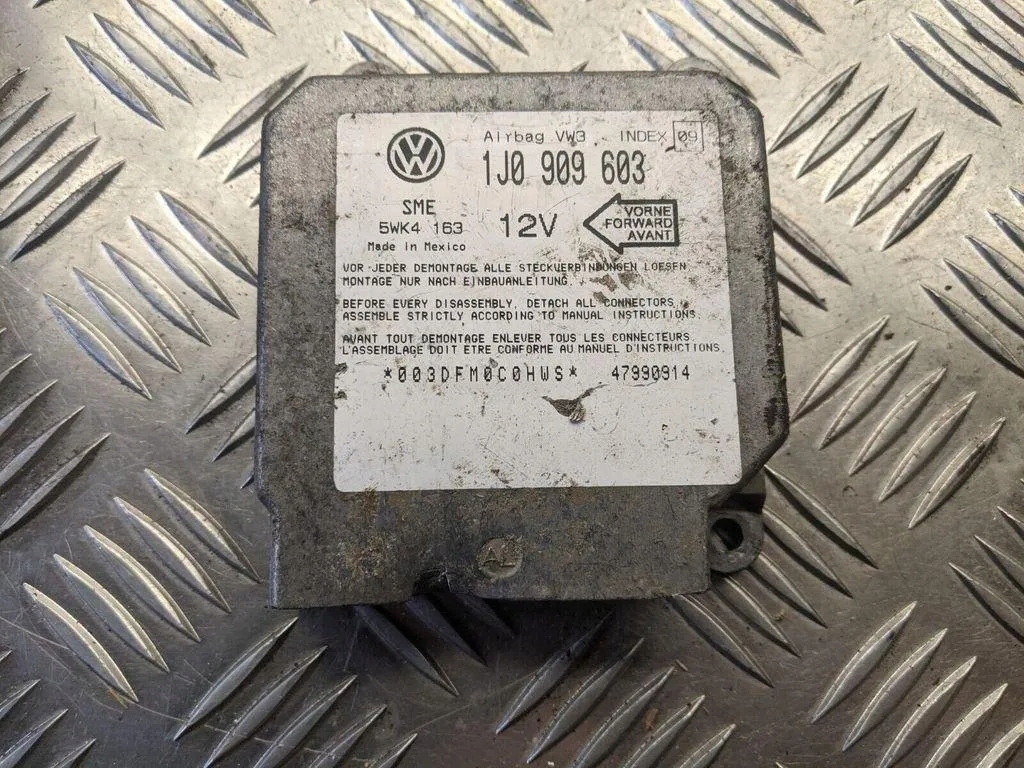 Airbag VW3 INDEX 09
1J0 909 603
SME
5WK4 163 12V
VORNE
FORWARD
AVANT
Made in Mexico
VOR JEDER DEMONTAGE ALLE STECKVERBINDUNGEN LOESEN
MONTAGE NUR NACH EINBAUANLEITUNG.
BEFORE EVERY DISASSEMBLY, DETACH ALL CONNECTORS
ASSEMBLE STRICTLY ACCORDING TO MANUAL INSTRUCTIONS.
AVANT TOUT DEMONTAGE ENLEVER TOUS LES CONNECTEURS.
L'ASSEMBLAGE DOIT ETRE CONFORME AU MANUEL D'INSTRUCTIONS.
*003DFM0C0HWS* 47990914